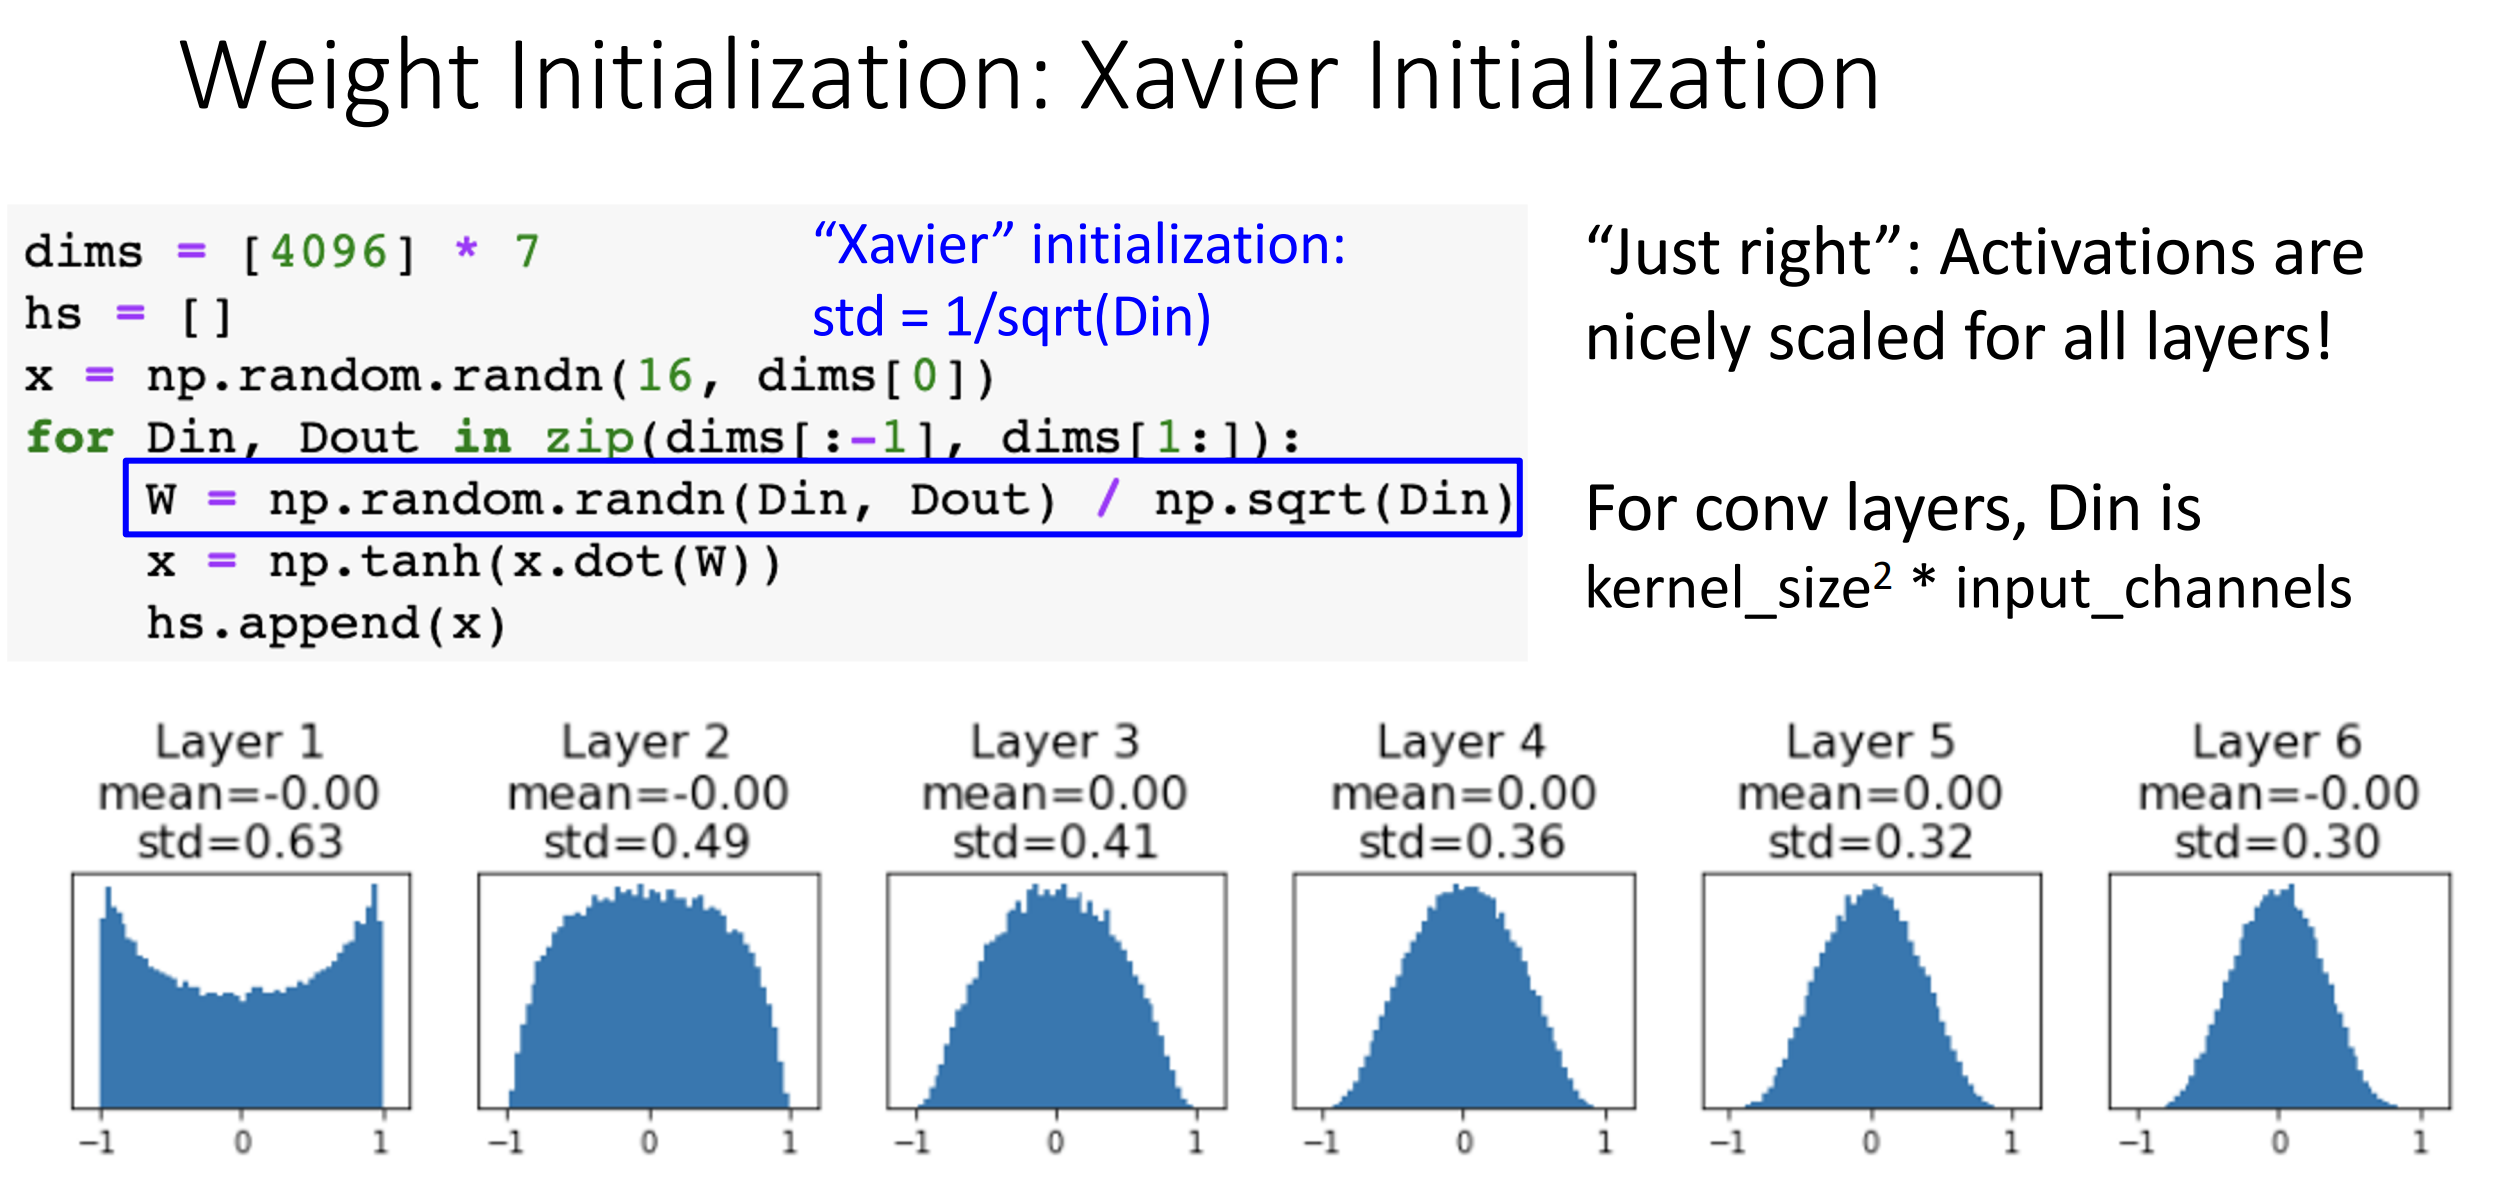 Weight Initialization: Xavier Initialization
dims = [4096] * 7
hs = []
x = np.random.randn(16, dims[0])
for Din, Dout in zip(dims[:-1], dims[1:]):
W = np.random.randn(Din, Dout) / np.sqrt(Din)
x = np.tanh(x.dot(W))
hs.append(x)
“Xavier” initialization:
std = 1/sqrt(Din)
“Just right”: Activations are
nicely scaled for all layers!
For conv layers, Din is
kernel_size² * input_channels
Layer 1
mean=-0.00
std=0.63
-1 0 1
Layer 2
mean=-0.00
std=0.49
-1 0 1
Layer 3
mean=0.00
std=0.41
-1 0 1
Layer 4
mean=0.00
std=0.36
-1 0 1
Layer 5
mean=0.00
std=0.32
-1 0 1
Layer 6
mean=-0.00
std=0.30
-1 0 1